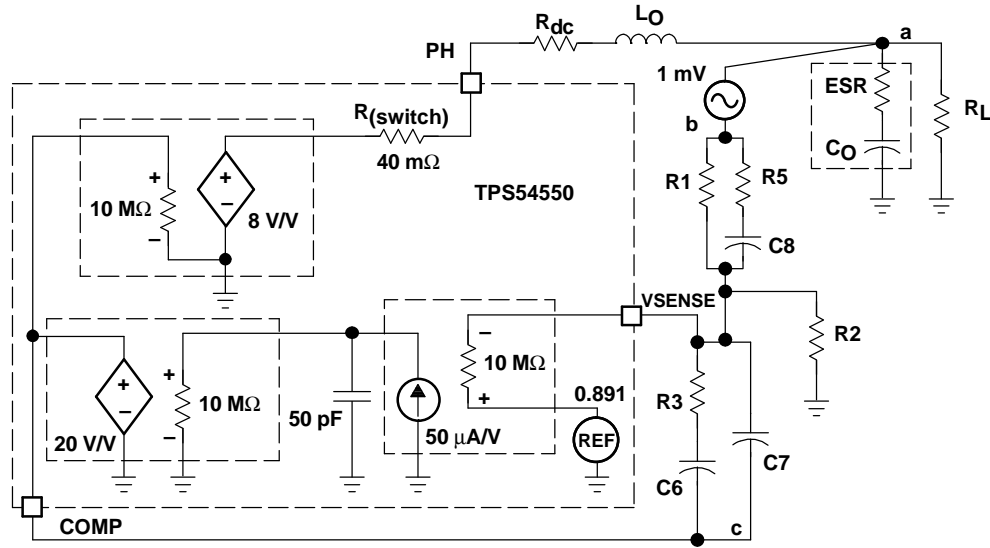 Rdc
LO
a
PH
1 mV
ESR
RL
R(switch)
b
CO
40 mΩ
R1
R5
TPS54550
+
10 MΩ
−
+
−
8 V/V
C8
VSENSE
−
R2
+
−
+
10 MΩ
−
10 MΩ
+
0.891
R3
20 V/V
50 pF
50 μA/V
REF
C7
C6
COMP
c